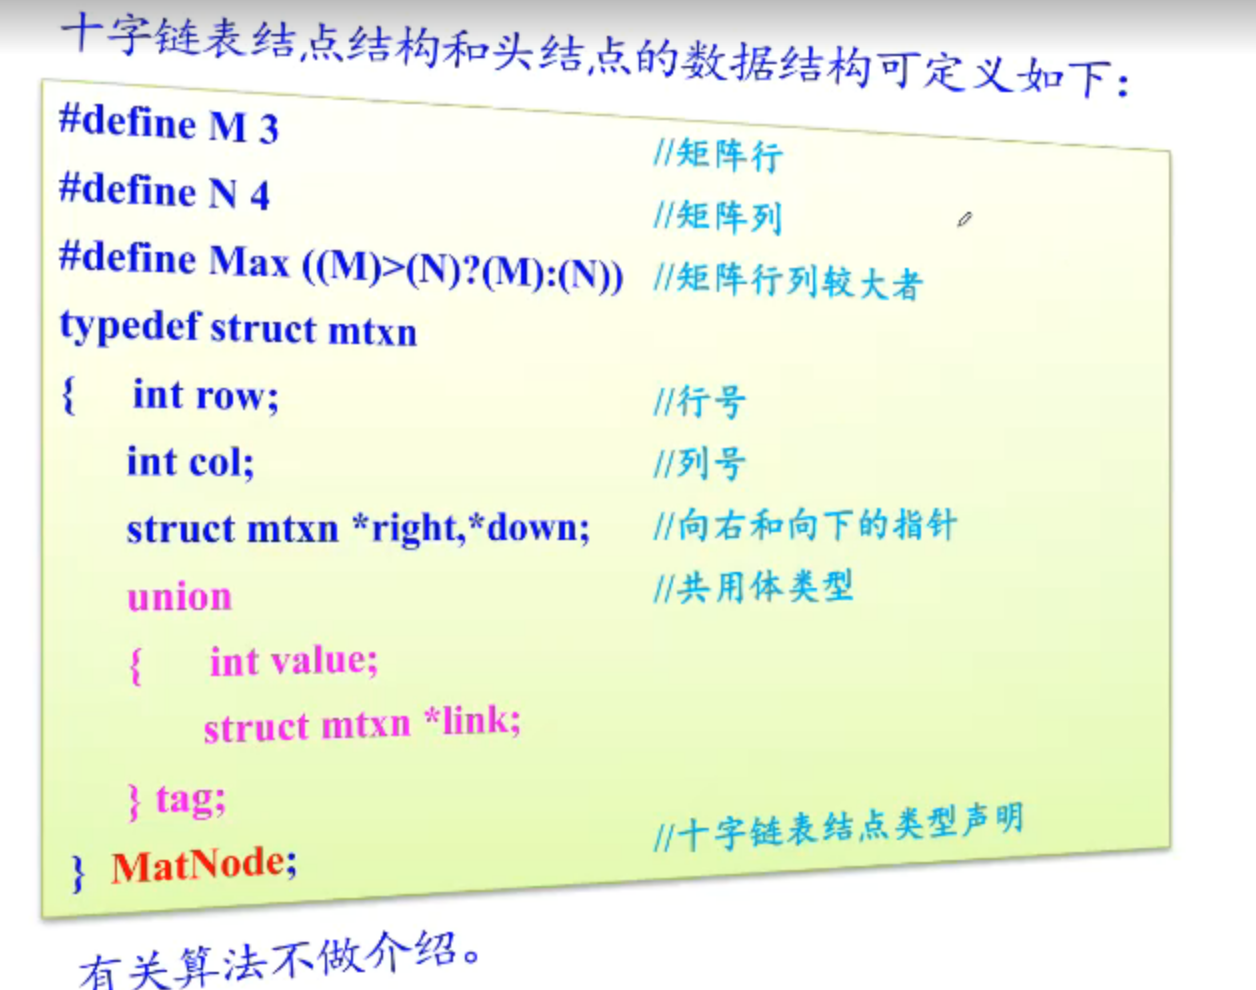 十字链表结点结构和头结点的数据结构可定义如下：
#define M 3 //矩阵行
#define N 4 //矩阵列
#define Max ((M)>(N)?(M):(N)) //矩阵行列较大者
typedef struct mtxn
{ int row; //行号
int col; //列号
struct mtxn *right,*down; //向右和向下的指针
union //共用体类型
{ int value;
struct mtxn *link;
} tag;
} MatNode; //十字链表结点类型声明
有关算法不做介绍。